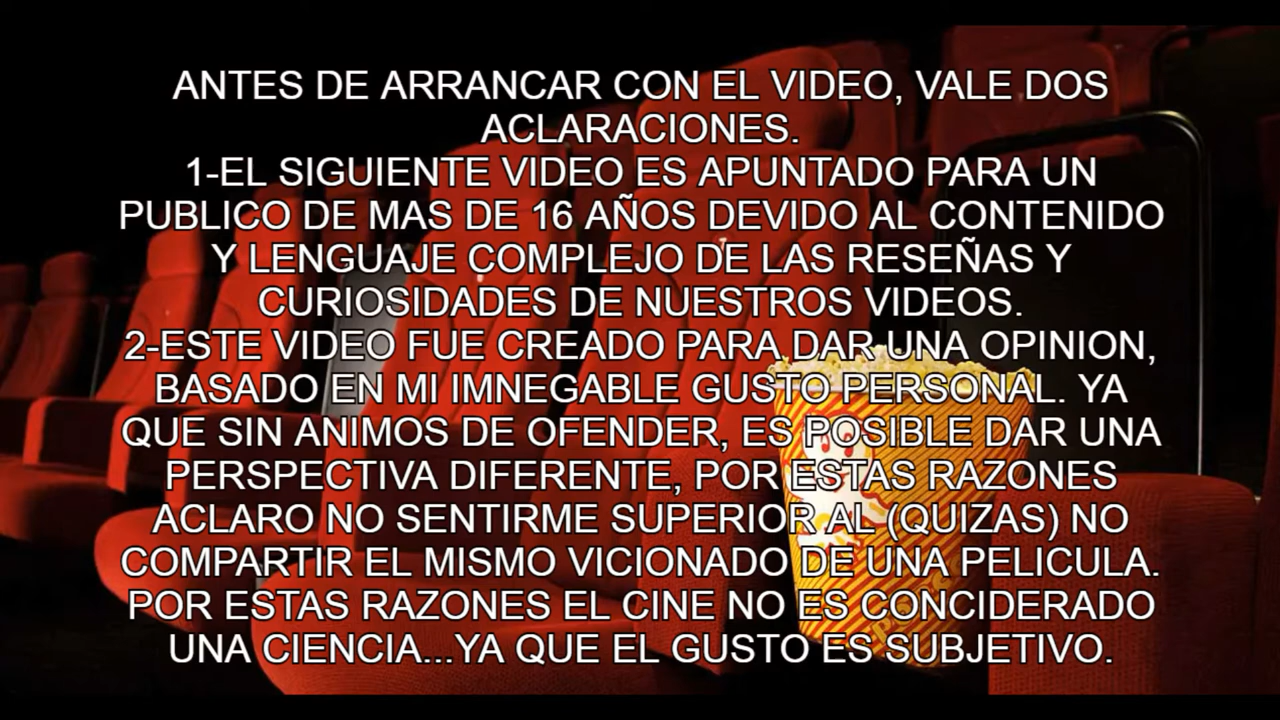 ANTES DE ARRANCAR CON EL VIDEO, VALE DOS
ACLARACIONES.
1-EL SIGUIENTE VIDEO ES APUNTADO PARA UN
PUBLICO DE MAS DE 16 AÑOS DEVIDO AL CONTENIDO
Y LENGUAJE COMPLEJO DE LAS RESEÑAS Y
CURIOSIDADES DE NUESTROS VIDEOS.
2-ESTE VIDEO FUE CREADO PARA DAR UNA OPINION,
BASADO EN MI IMNEGABLE GUSTO PERSONAL. YA
QUE SIN ANIMOS DE OFENDER, ES POSIBLE DAR UNA
PERSPECTIVA DIFERENTE, POR ESTAS RAZONES
ACLARO NO SENTIRME SUPERIOR AL (QUIZAS) NO
COMPARTIR EL MISMO VICIONADO DE UNA PELICULA.
POR ESTAS RAZONES EL CINE NO ES CONCIDERADO
UNA CIENCIA...YA QUE EL GUSTO ES SUBJETIVO.